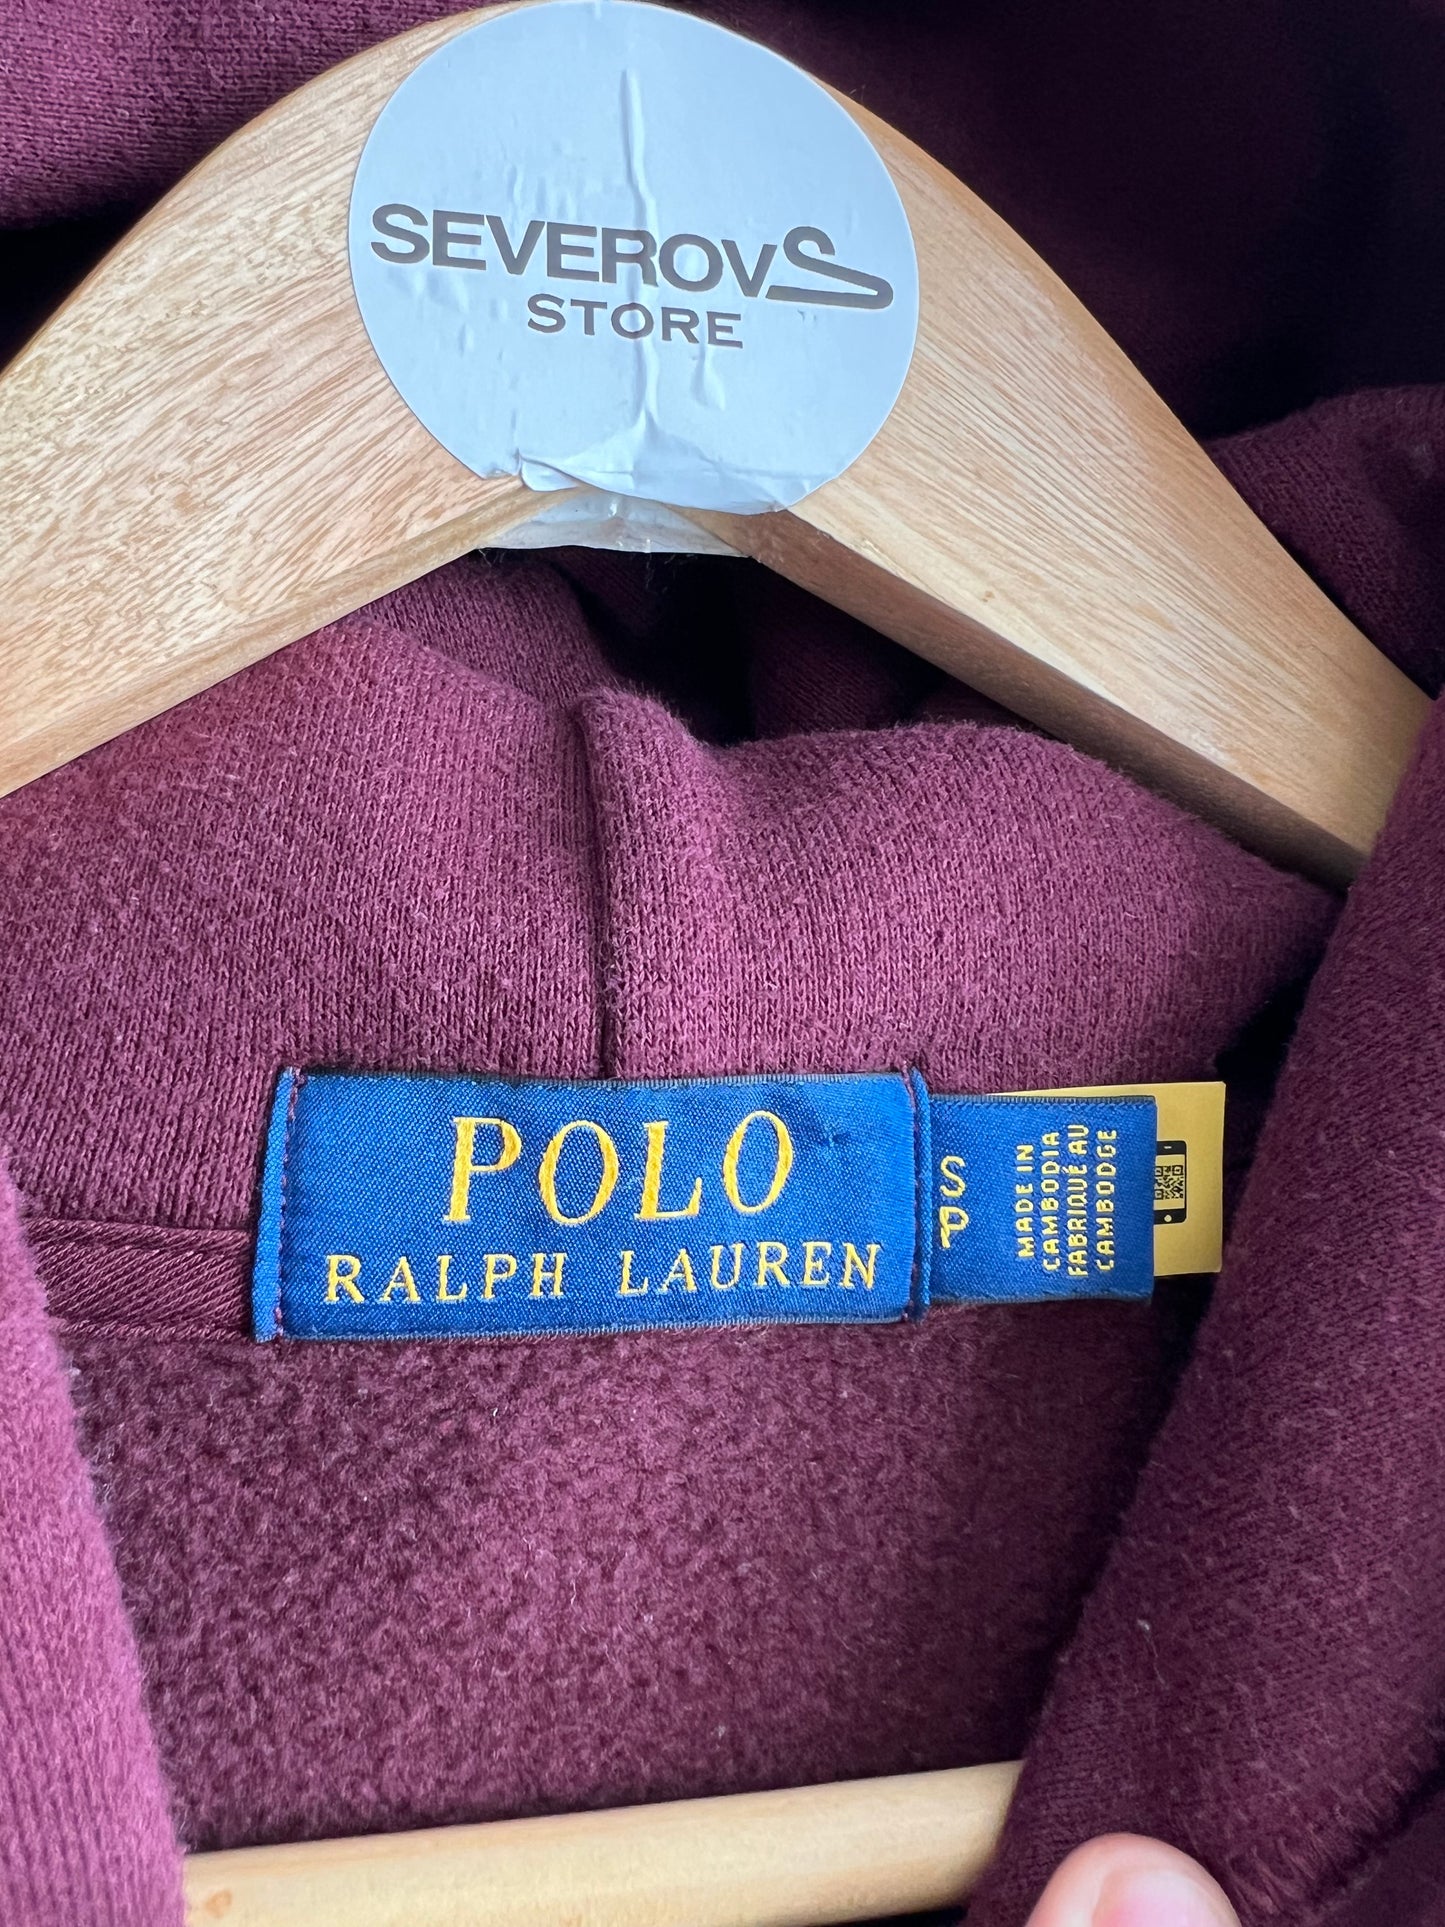 SEVEROVS
STORE
POLO
RALPH LAUREN
S
P
MADE IN
CAMBODIA
FABRIQUÉ AU
CAMBODGE